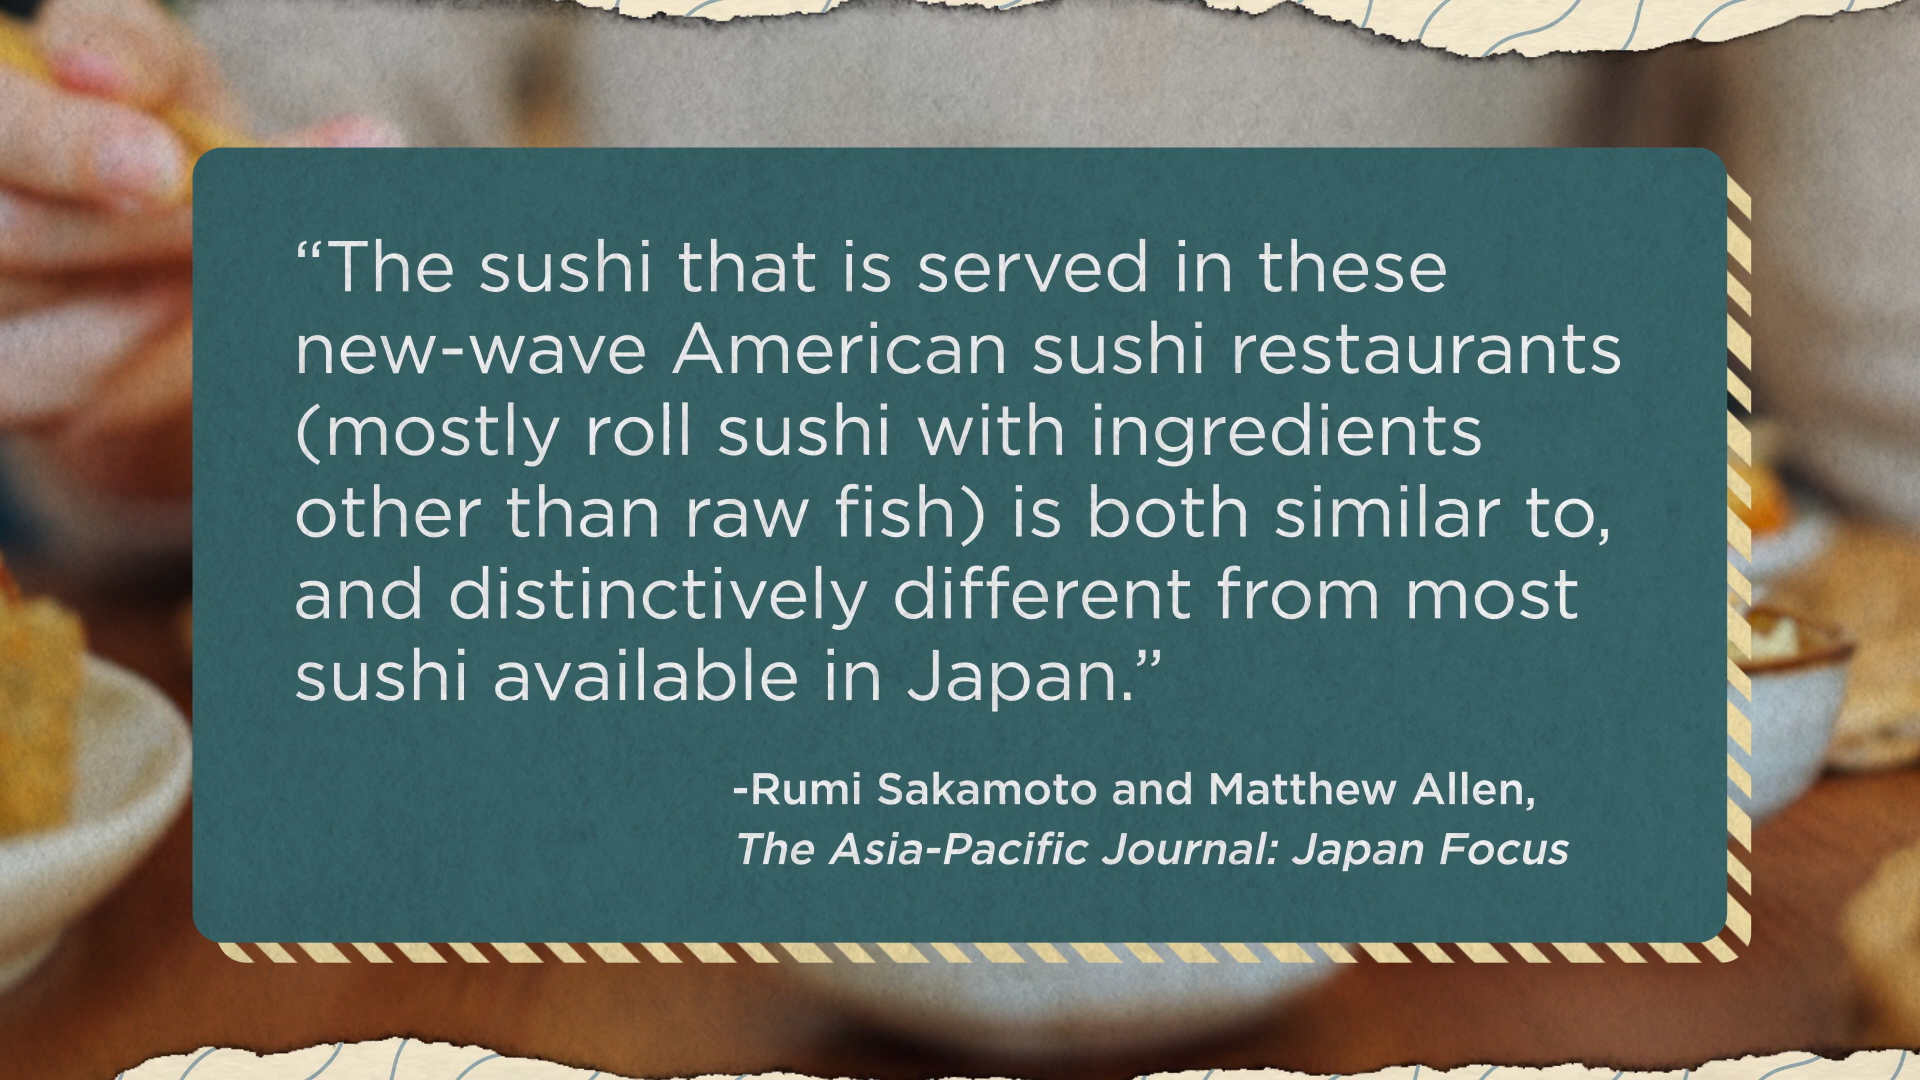 “The sushi that is served in these
new-wave American sushi restaurants
(mostly roll sushi with ingredients
other than raw fish) is both similar to,
and distinctively different from most
sushi available in Japan.”
-Rumi Sakamoto and Matthew Allen,
The Asia-Pacific Journal: Japan Focus